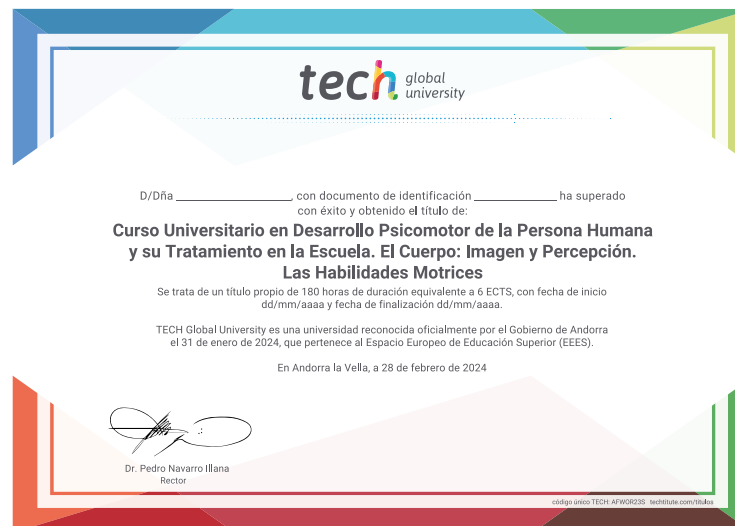 tech global university
D/Dña ______________, con documento de identificación ______________ ha superado
con éxito y obtenido el título de:
Curso Universitario en Desarrollo Psicomotor de la Persona Humana
y su Tratamiento en la Escuela. El Cuerpo: Imagen y Percepción.
Las Habilidades Motrices
Se trata de un título propio de 180 horas de duración equivalente a 6 ECTS, con fecha de inicio
dd/mm/aaaa y fecha de finalización dd/mm/aaaa.
TECH Global University es una universidad reconocida oficialmente por el Gobierno de Andorra
el 31 de enero de 2024, que pertenece al Espacio Europeo de Educación Superior (EEES).
En Andorra la Vella, a 28 de febrero de 2024
Dr. Pedro Navarro Illana
Rector
código único TECH: AFWOR23S techtitute.com/titulos